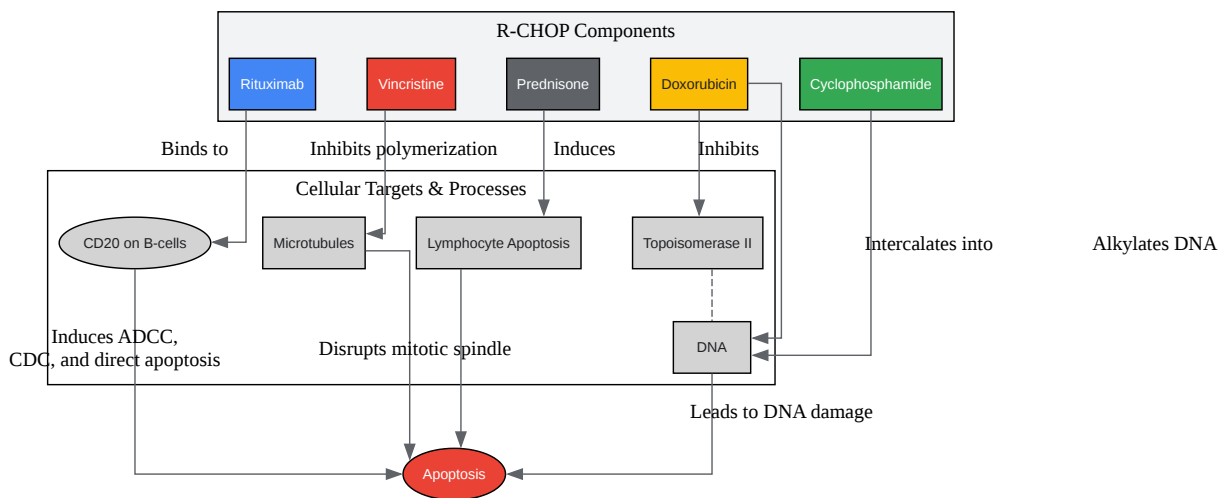 R-CHOP Components
Rituximab
Vincristine
Prednisone
Doxorubicin
Cyclophosphamide
Binds to
Inhibits polymerization
Induces
Inhibits
Cellular Targets & Processes
CD20 on B-cells
Microtubules
Lymphocyte Apoptosis
Topoisomerase II
Intercalates into
Alkylates DNA
Induces ADCC,
CDC, and direct apoptosis
Disrupts mitotic spindle
DNA
Leads to DNA damage
Apoptosis